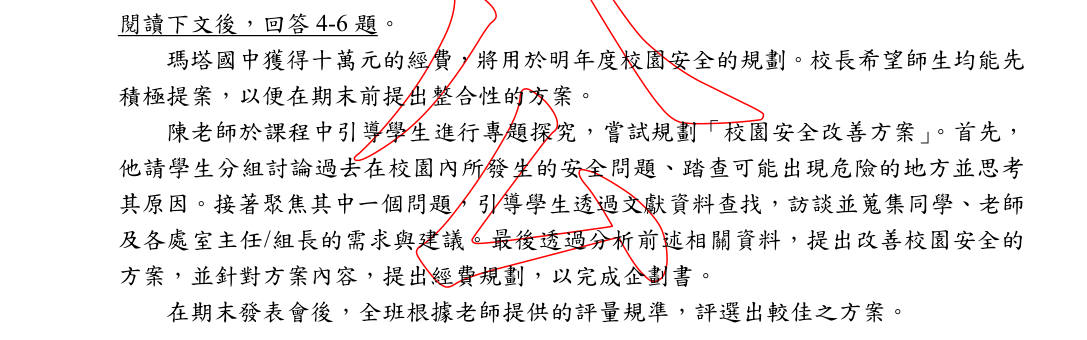 閱讀下文後，回答 4-6 題。
瑪塔國中獲得十萬元的經費，將用於明年度校園安全的規劃。校長希望師生均能先
積極提案，以便在期末前提出整合性的方案。
陳老師於課程中引導學生進行專題探究，嘗試規劃「校園安全改善方案」。首先，
他請學生分組討論過去在校園內所發生的安全問題、踏查可能出現危險的地方並思考
其原因。接著聚焦其中一個問題，引導學生透過文獻資料查找，訪談並蒐集同學、老師
及各處室主任/組長的需求與建議。最後透過分析前述相關資料，提出改善校園安全的
方案，並針對方案內容，提出經費規劃，以完成企劃書。
在期末發表會後，全班根據老師提供的評量規準，評選出較佳之方案。